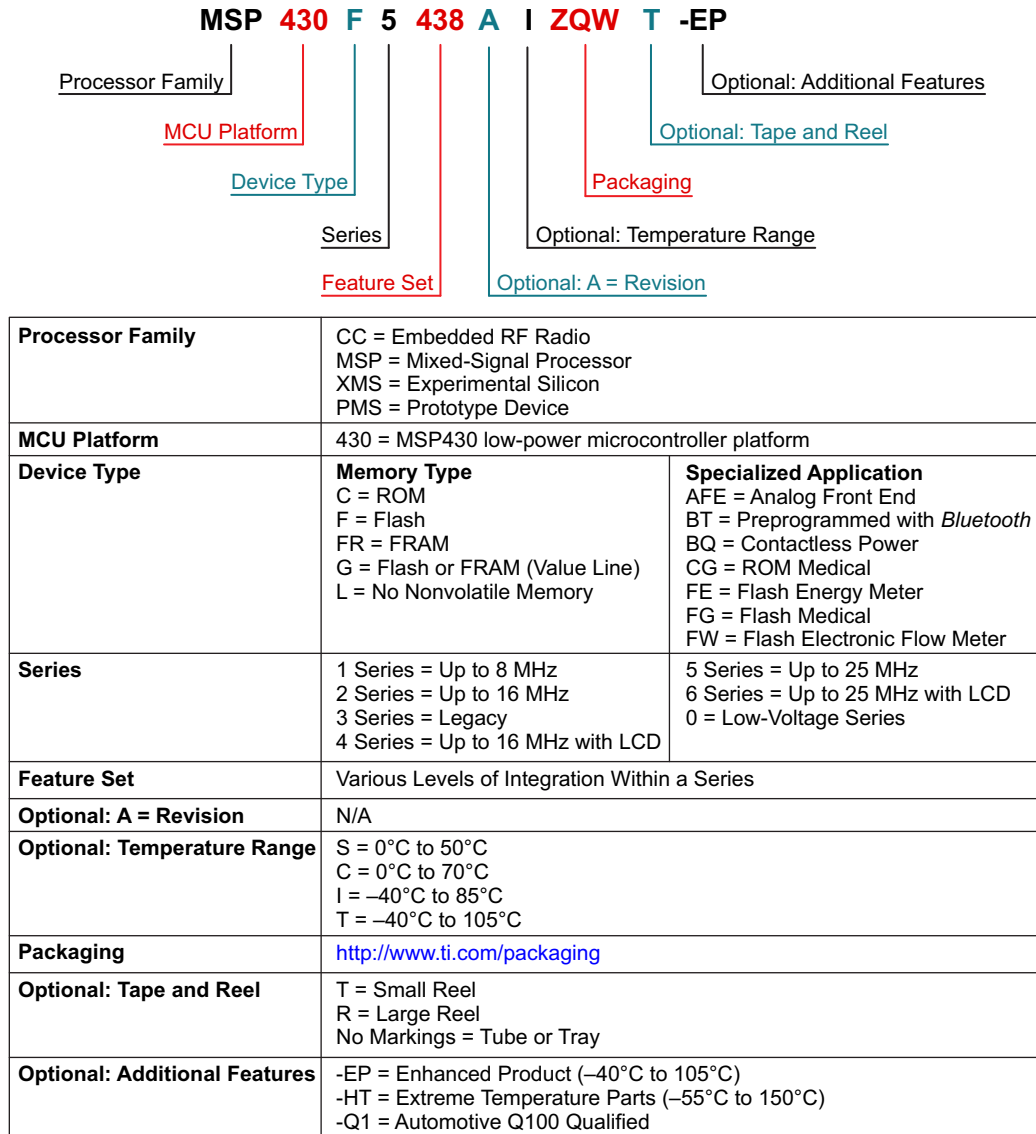 MSP 430 F 5 438 A I ZQW T -EP
Processor Family
Optional: Additional Features
MCU Platform
Optional: Tape and Reel
Device Type
Packaging
Series
Optional: Temperature Range
Feature Set
Optional: A = Revision
Processor Family
CC = Embedded RF Radio
MSP = Mixed-Signal Processor
XMS = Experimental Silicon
PMS = Prototype Device
MCU Platform
430 = MSP430 low-power microcontroller platform
Device Type
Memory Type
C = ROM
F = Flash
FR = FRAM
G = Flash or FRAM (Value Line)
L = No Nonvolatile Memory
Specialized Application
AFE = Analog Front End
BT = Preprogrammed with Bluetooth
BQ = Contactless Power
CG = ROM Medical
FE = Flash Energy Meter
FG = Flash Medical
FW = Flash Electronic Flow Meter
Series
1 Series = Up to 8 MHz
2 Series = Up to 16 MHz
3 Series = Legacy
4 Series = Up to 16 MHz with LCD
5 Series = Up to 25 MHz
6 Series = Up to 25 MHz with LCD
0 = Low-Voltage Series
Feature Set
Various Levels of Integration Within a Series
Optional: A = Revision
N/A
Optional: Temperature Range
S = 0°C to 50°C
C = 0°C to 70°C
I = –40°C to 85°C
T = –40°C to 105°C
Packaging
http://www.ti.com/packaging
Optional: Tape and Reel
T = Small Reel
R = Large Reel
No Markings = Tube or Tray
Optional: Additional Features
-EP = Enhanced Product (–40°C to 105°C)
-HT = Extreme Temperature Parts (–55°C to 150°C)
-Q1 = Automotive Q100 Qualified